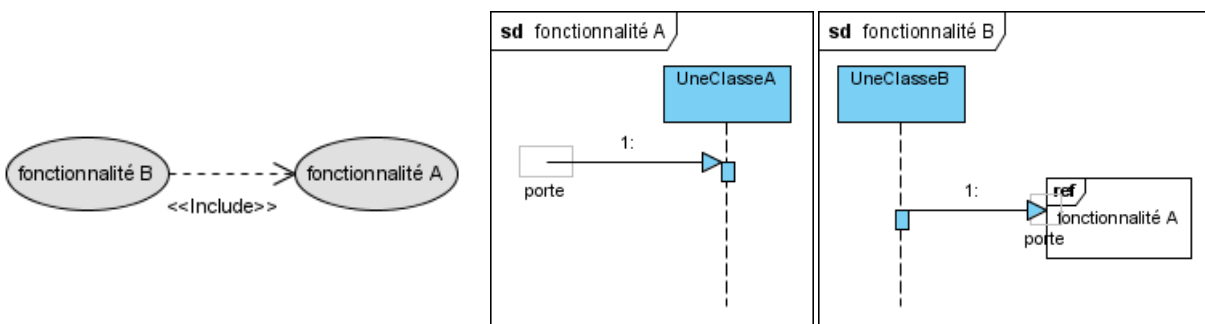 fonctionnalité B
fonctionnalité A
<<Include>>
sd fonctionnalité A
UneClasseA
1:
porte
sd fonctionnalité B
UneClasseB
1:
ref
fonctionnalité A
porte